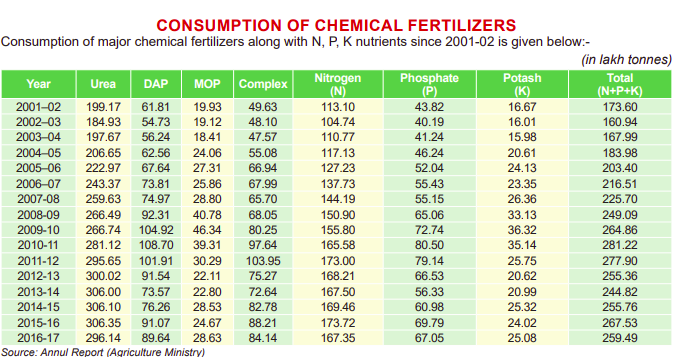 CONSUMPTION OF CHEMICAL FERTILIZERS
Consumption of major chemical fertilizers along with N, P, K nutrients since 2001-02 is given below:-
(in lakh tonnes)
Year Urea DAP MOP Complex Nitrogen (N) Phosphate (P) Potash (K) Total (N+P+K)
2001–02 199.17 61.81 19.93 49.63 113.10 43.82 16.67 173.60
2002–03 184.93 54.73 19.12 48.10 104.74 40.19 16.01 160.94
2003–04 197.67 56.24 18.41 47.57 110.77 41.24 15.98 167.99
2004–05 206.65 62.56 24.06 55.08 117.13 46.24 20.61 183.98
2005–06 222.97 67.64 27.31 66.94 127.23 52.04 24.13 203.40
2006–07 243.37 73.81 25.86 67.99 137.73 55.43 23.35 216.51
2007-08 259.63 74.97 28.80 65.70 144.19 55.15 26.36 225.70
2008-09 266.49 92.31 40.78 68.05 150.90 65.06 33.13 249.09
2009-10 266.74 104.92 46.34 80.25 155.80 72.74 36.32 264.86
2010-11 281.12 108.70 39.31 97.64 165.58 80.50 35.14 281.22
2011-12 295.65 101.91 30.29 103.95 173.00 79.14 25.75 277.90
2012-13 300.02 91.54 22.11 75.27 168.21 66.53 20.62 255.36
2013-14 306.00 73.57 22.80 72.64 167.50 56.33 20.99 244.82
2014-15 306.10 76.26 28.53 82.78 169.46 60.98 25.32 255.76
2015-16 306.35 91.07 24.67 88.21 173.72 69.79 24.02 267.53
2016-17 296.14 89.64 28.63 84.14 167.35 67.05 25.08 259.49
Source: Annul Report (Agriculture Ministry)